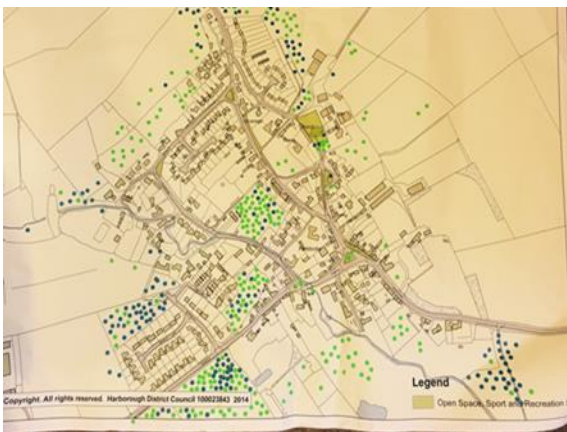 Legend
Copyright. All rights reserved. Harborough District Council 100023843 2014
Open Space, Sport and Recreation